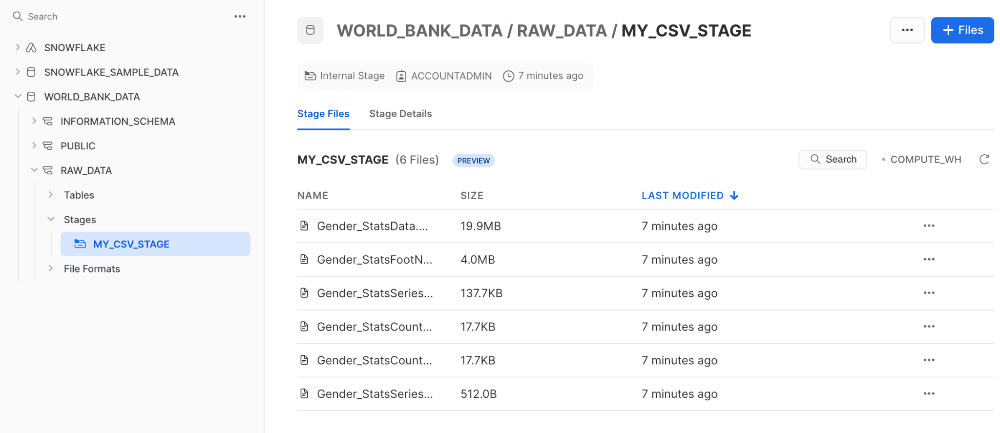 Search
SNOWFLAKE
SNOWFLAKE_SAMPLE_DATA
WORLD_BANK_DATA
INFORMATION_SCHEMA
PUBLIC
RAW_DATA
Tables
Stages
MY_CSV_STAGE
File Formats
WORLD_BANK_DATA / RAW_DATA / MY_CSV_STAGE
+ Files
Internal Stage ACCOUNTADMIN 7 minutes ago
Stage Files Stage Details
MY_CSV_STAGE (6 Files) PREVIEW Search COMPUTE_WH
NAME SIZE LAST MODIFIED
Gender_StatsData.... 19.9MB 7 minutes ago
Gender_StatsFootN... 4.0MB 7 minutes ago
Gender_StatsSeries... 137.7KB 7 minutes ago
Gender_StatsCount... 17.7KB 7 minutes ago
Gender_StatsCount... 17.7KB 7 minutes ago
Gender_StatsSeries... 512.0B 7 minutes ago